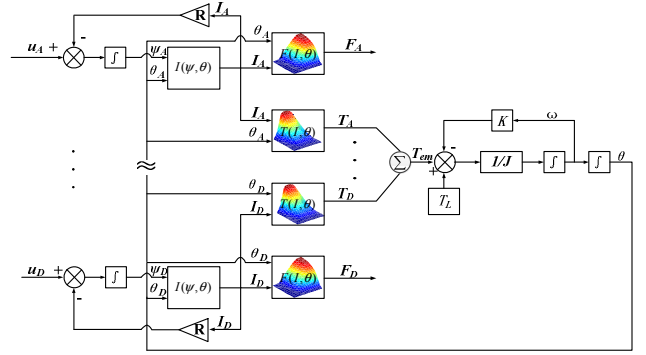 R I_A
u_A + - ∫ ψ_A θ_A I(ψ,θ) θ_A I_A F(I,θ) F_A
I_A θ_A T(I,θ) T_A
K ω
Σ T_em + - 1/J ∫ ∫ θ
T_L
θ_D I_D T(I,θ) T_D
u_D + - ∫ ψ_D θ_D I(ψ,θ) θ_D I_D F(I,θ) F_D
R I_D